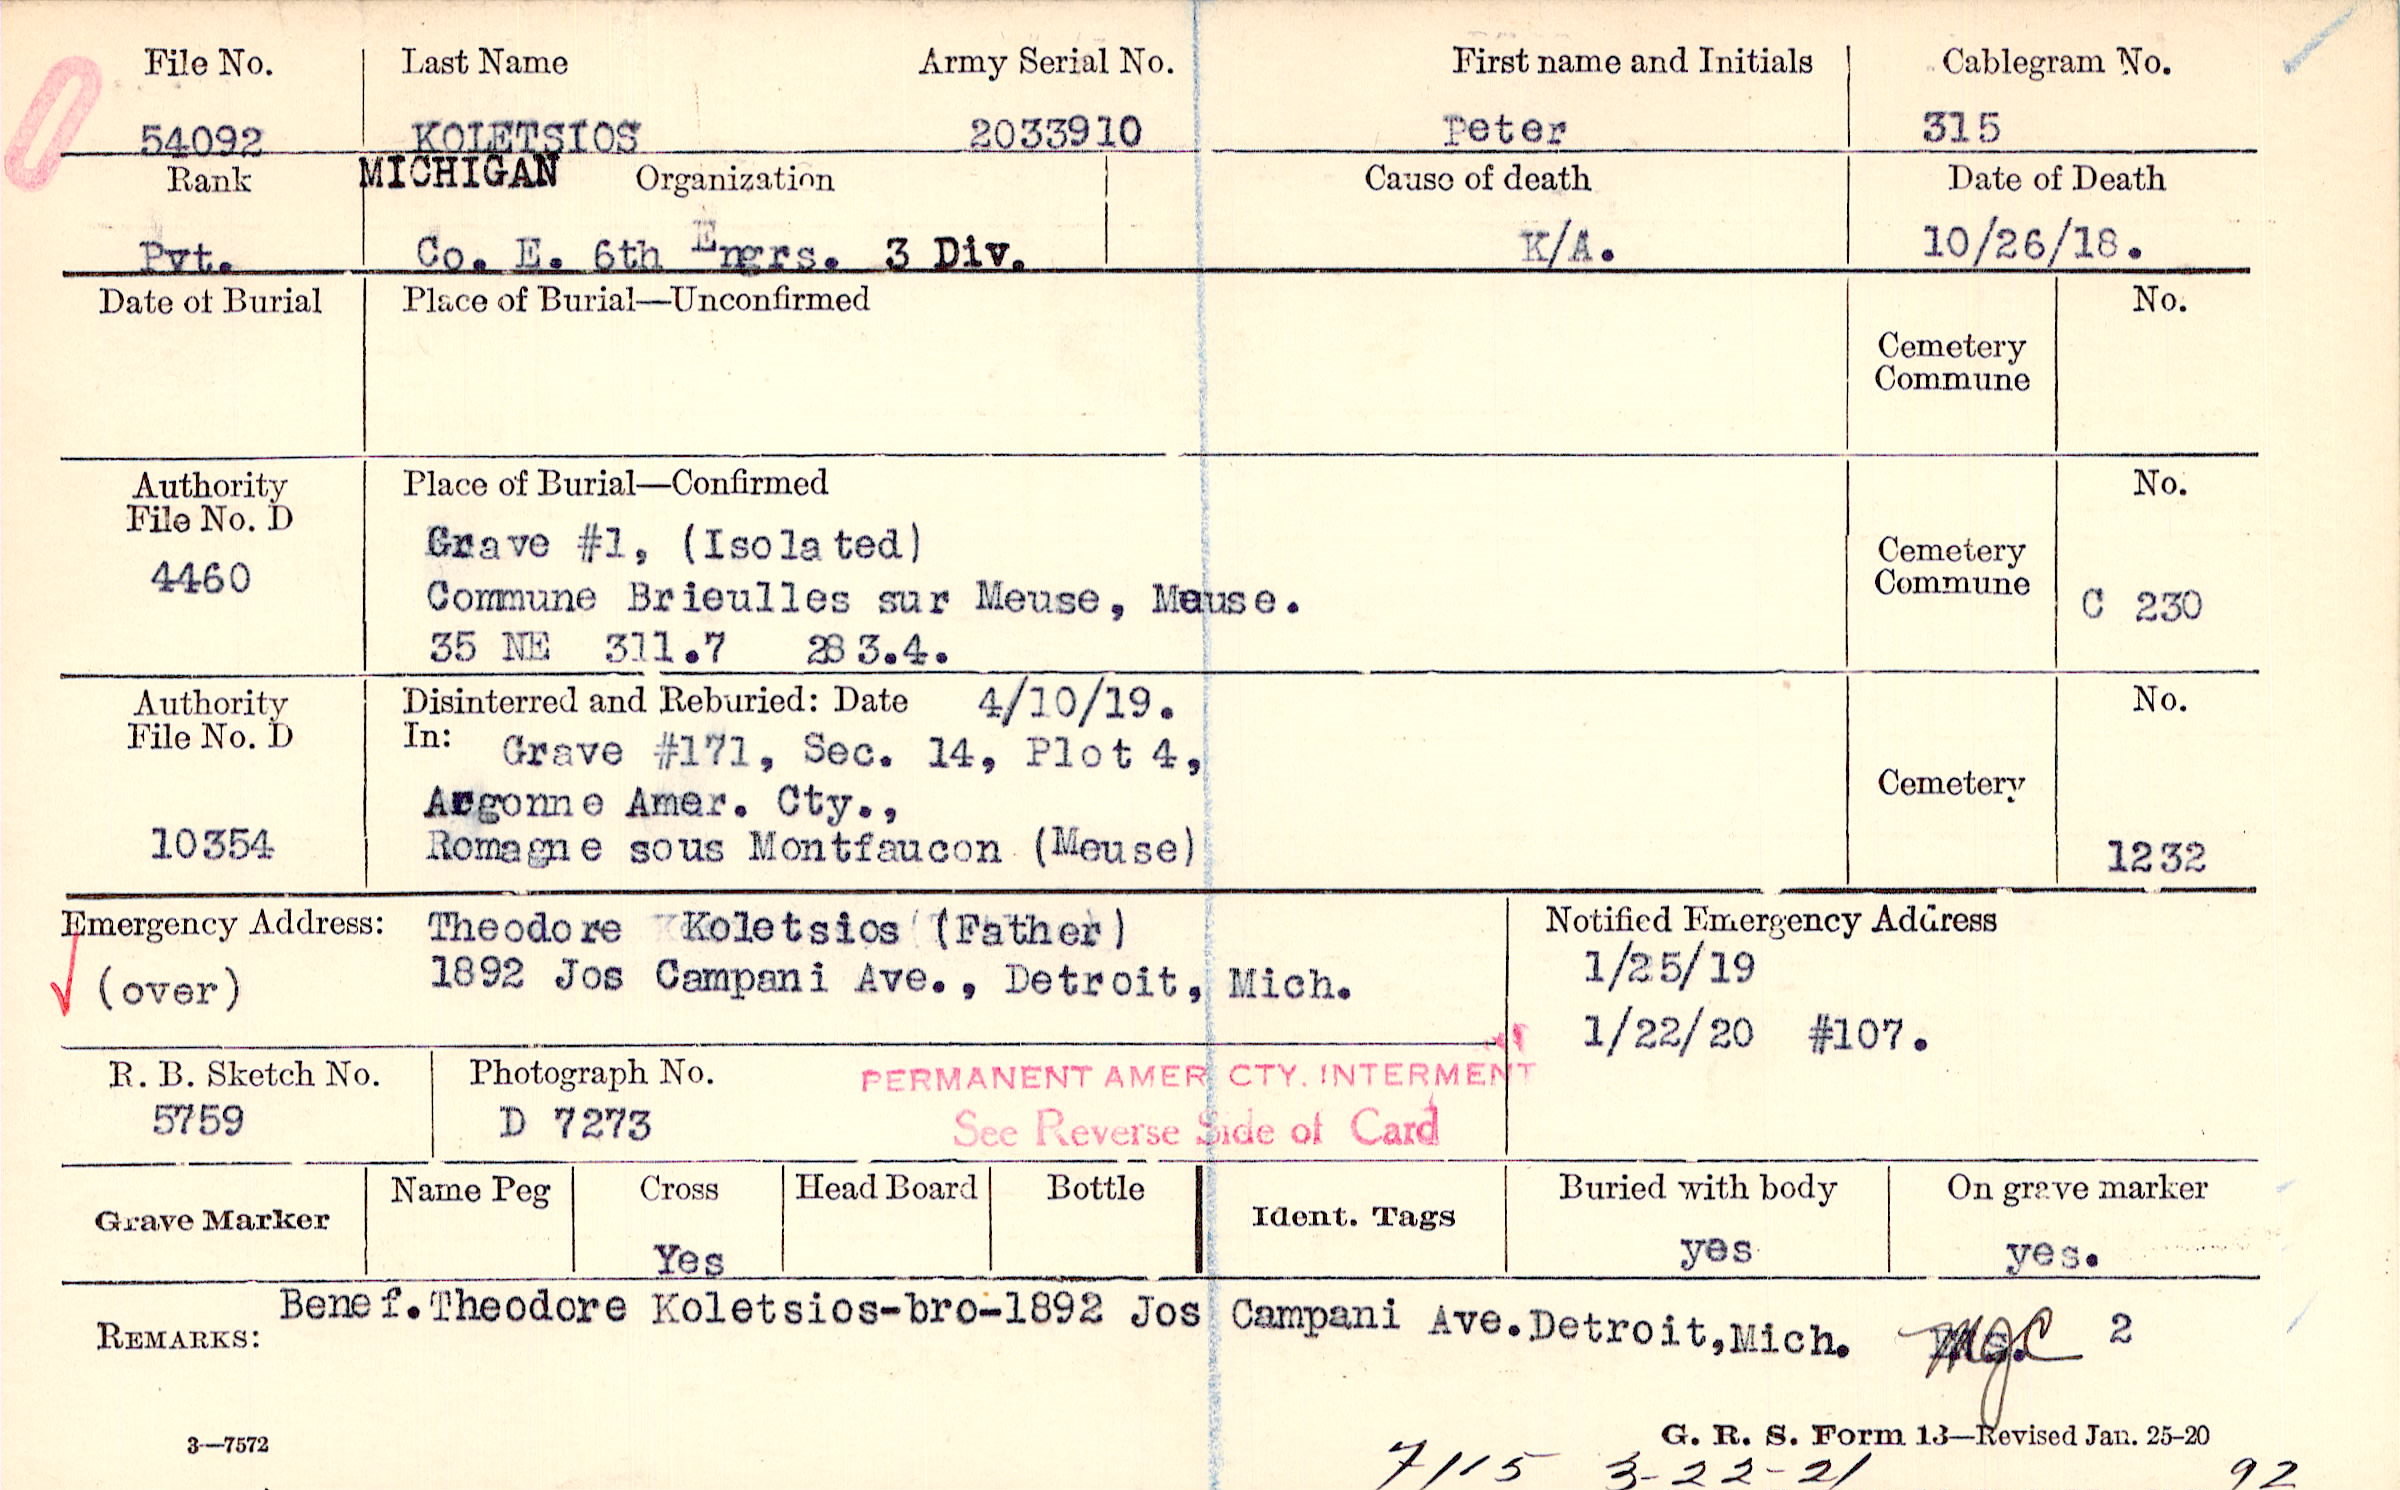 File No. Last Name Army Serial No. First name and Initials Cablegram No.
54092 KOLETSIOS 2033910 Peter 315
Rank MICHIGAN Organization Cause of death Date of Death
Pvt. Co. E. 6th Engrs. 3 Div. K/A. 10/26/18.
Date of Burial Place of Burial—Unconfirmed No.
Cemetery
Commune
Authority Place of Burial—Confirmed No.
File No. D
Grave #1, (Isolated)
4460 Cemetery
Commune
Commune Brieulles sur Meuse, Meuse. C 230
35 NE 311.7 283.4.
Authority Disinterred and Reburied: Date 4/10/19. No.
File No. D In: Grave #171, Sec. 14, Plot 4,
Cemetery
Argonne Amer. Cty.,
10354 Romagne sous Montfaucon (Meuse) 1232
Emergency Address: Theodore Koletsios (Father) Notified Emergency Address
(over) 1892 Jos Campani Ave., Detroit, Mich. 1/25/19
1/22/20 #107.
R. B. Sketch No. Photograph No. PERMANENT AMER CTY. INTERMENT
5759 D 7273 See Reverse Side of Card
Grave Marker Name Peg Cross Head Board Bottle Ident. Tags Buried with body On grave marker
Yes yes yes.
Benef. Theodore Koletsios-bro-1892 Jos Campani Ave. Detroit, Mich. 2
REMARKS:
3—7572 G. R. S. Form 13—Revised Jan. 25-20
7115 3-22-21 92